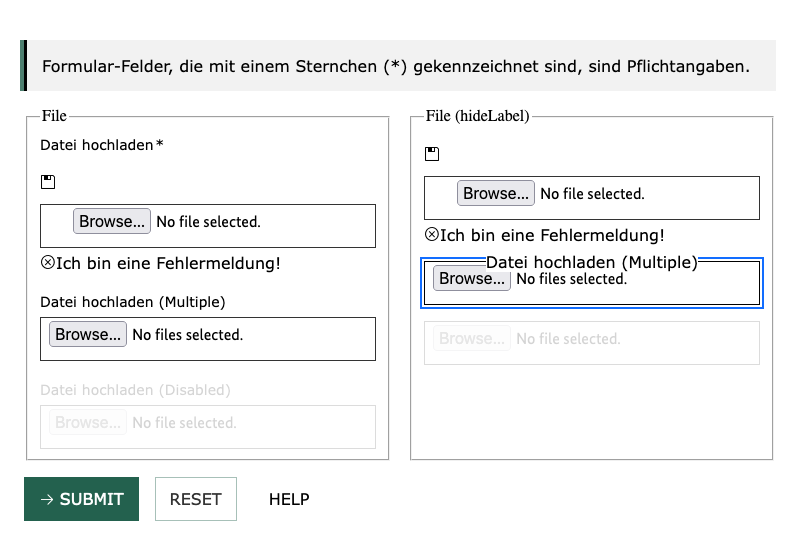 Formular-Felder, die mit einem Sternchen (*) gekennzeichnet sind, sind Pflichtangaben.
File
Datei hochladen*
Browse... No file selected.
Ich bin eine Fehlermeldung!
Datei hochladen (Multiple)
Browse... No files selected.
Datei hochladen (Disabled)
Browse... No file selected.
File (hideLabel)
Browse... No file selected.
Ich bin eine Fehlermeldung!
Datei hochladen (Multiple)
Browse... No files selected.
Browse... No file selected.
→ SUBMIT
RESET
HELP